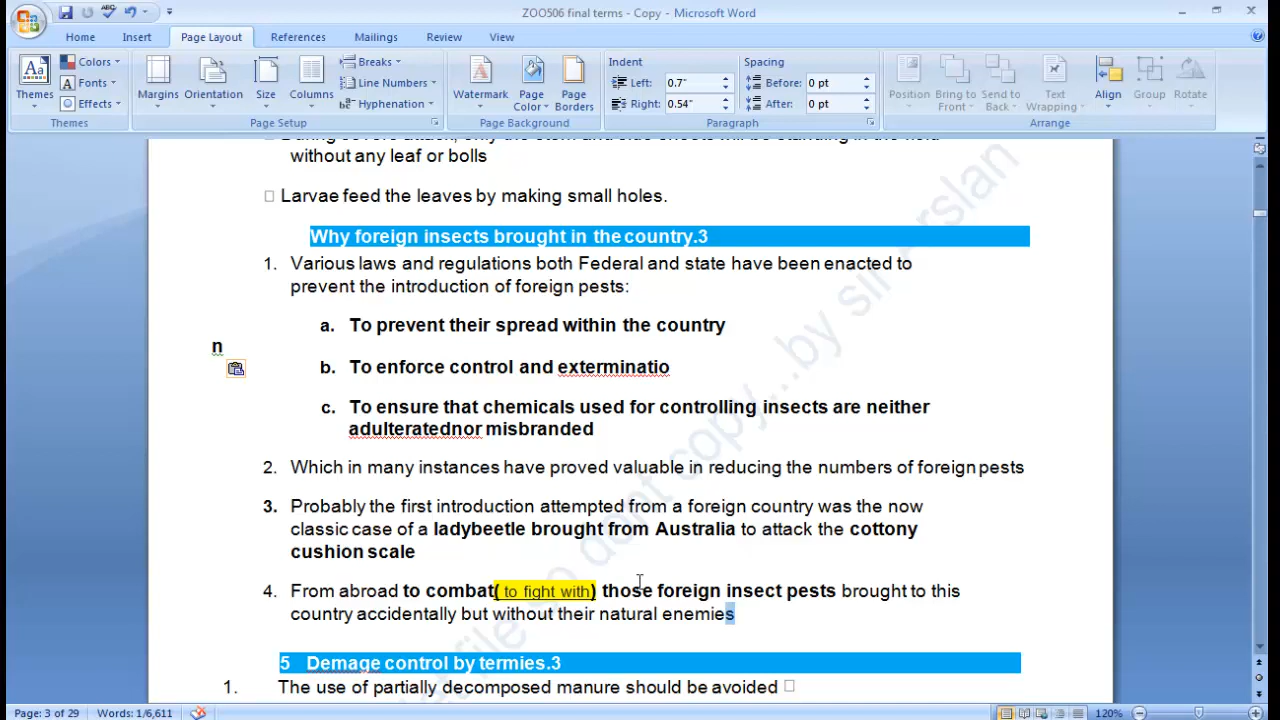 ZOO506 final terms - Copy - Microsoft Word
Home Insert Page Layout References Mailings Review View
Themes Colors Fonts Effects Themes
Margins Orientation Size Columns Breaks Line Numbers Hyphenation Page Setup
Watermark Page Color Page Borders Page Background
Indent Left: 0.7" Right: 0.54" Spacing Before: 0 pt After: 0 pt Paragraph
Position Bring to Front Send to Back Text Wrapping Align Group Rotate Arrange
without any leaf or bolls
Larvae feed the leaves by making small holes.
Why foreign insects brought in the country.3
1. Various laws and regulations both Federal and state have been enacted to
prevent the introduction of foreign pests:
a. To prevent their spread within the country
n
b. To enforce control and exterminatio
c. To ensure that chemicals used for controlling insects are neither
adulteratednor misbranded
2. Which in many instances have proved valuable in reducing the numbers of foreign pests
3. Probably the first introduction attempted from a foreign country was the now
classic case of a ladybeetle brought from Australia to attack the cottony
cushion scale
4. From abroad to combat( to fight with) those foreign insect pests brought to this
country accidentally but without their natural enemies
5 Demage control by termies.3
1. The use of partially decomposed manure should be avoided
file so dont copy...by sir Arslan
Page: 3 of 29 Words: 1/6,611 120%